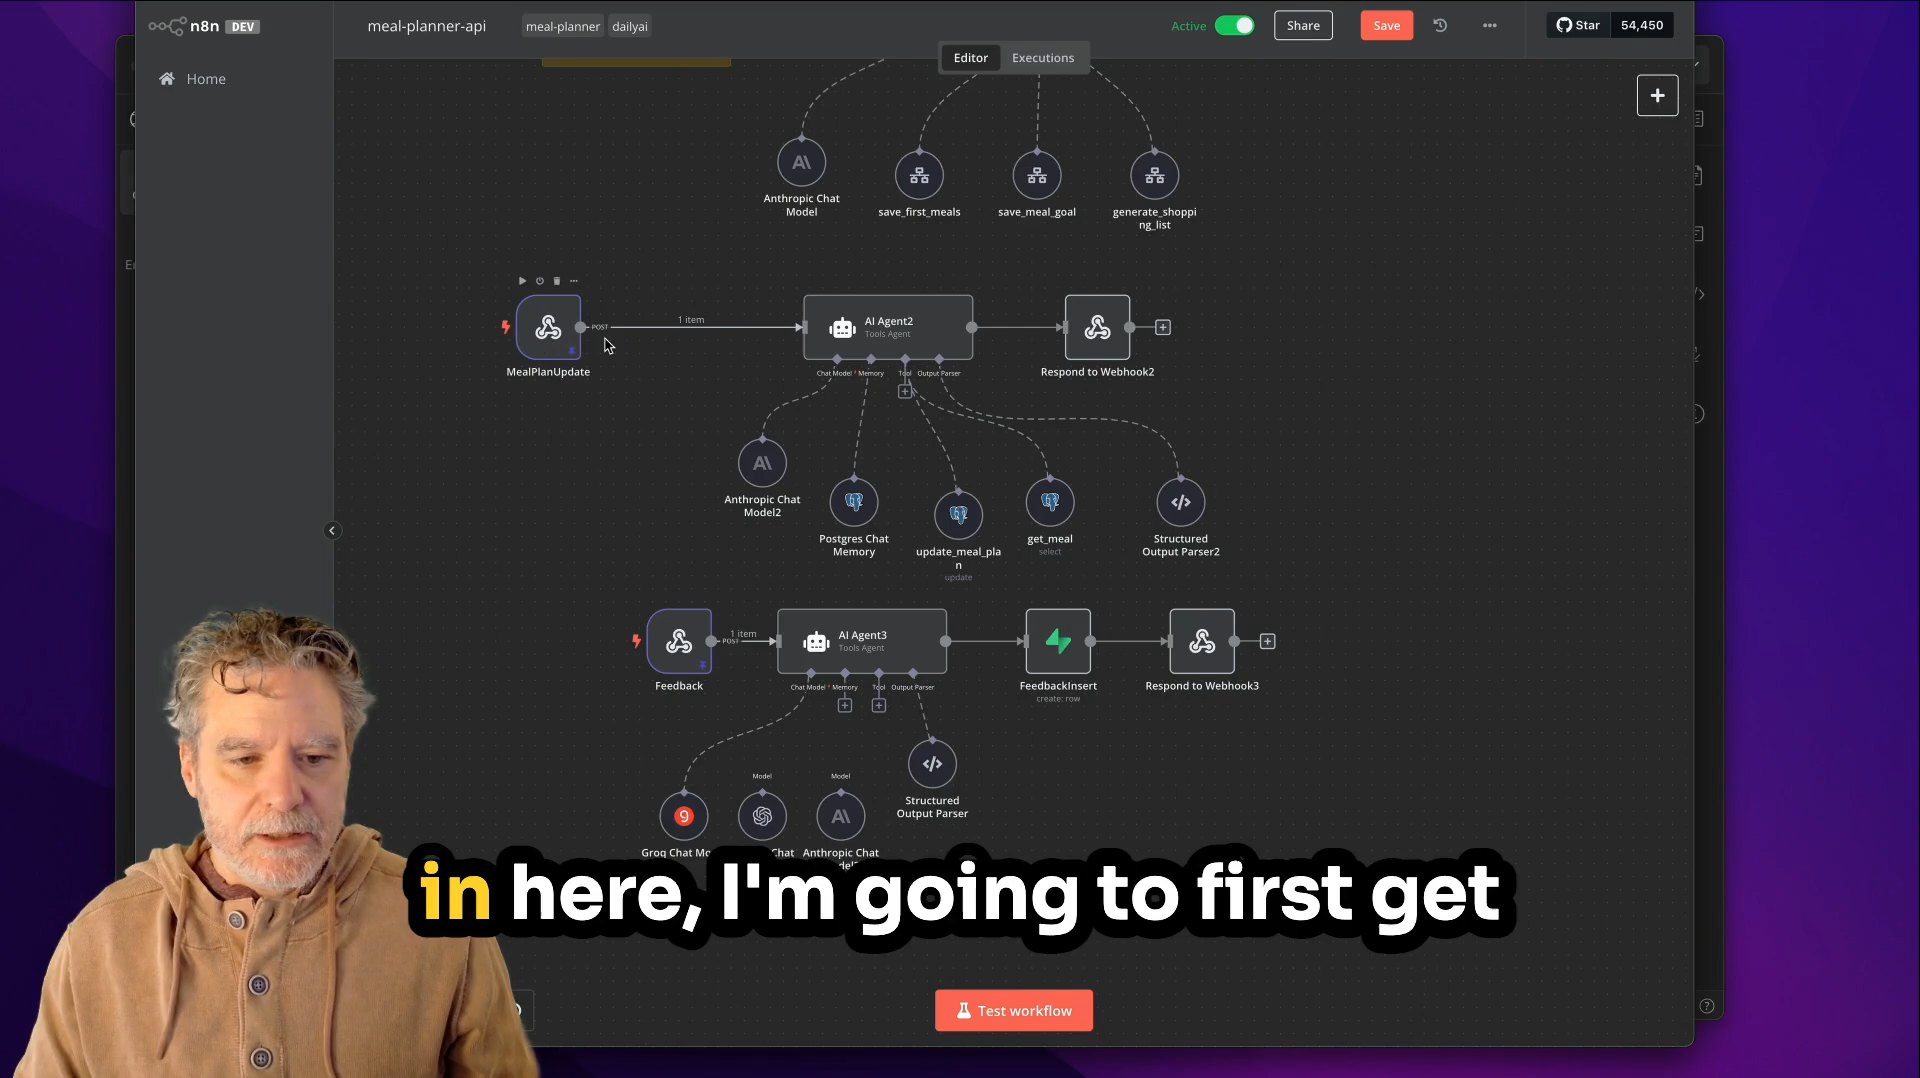 n8n DEV
meal-planner-api
meal-planner
dailyai
Active
Share
Save
Star
54,450
Home
Editor
Executions
Anthropic Chat
Model
save_first_meals
save_meal_goal
generate_shoppi
ng_list
MealPlanUpdate
POST
1 item
AI Agent2
Tools Agent
Chat Model *
Memory
Tool
Output Parser
Respond to Webhook2
Anthropic Chat
Model2
Postgres Chat
Memory
update_meal_pla
n
update
get_meal
select
Structured
Output Parser2
Feedback
POST
1 item
AI Agent3
Tools Agent
Chat Model *
Memory
Tool
Output Parser
FeedbackInsert
create: row
Respond to Webhook3
Model
Model
Structured
Output Parser
Groq Chat Mo
Chat
Anthropic Chat
in here, I'm going to first get
Test workflow